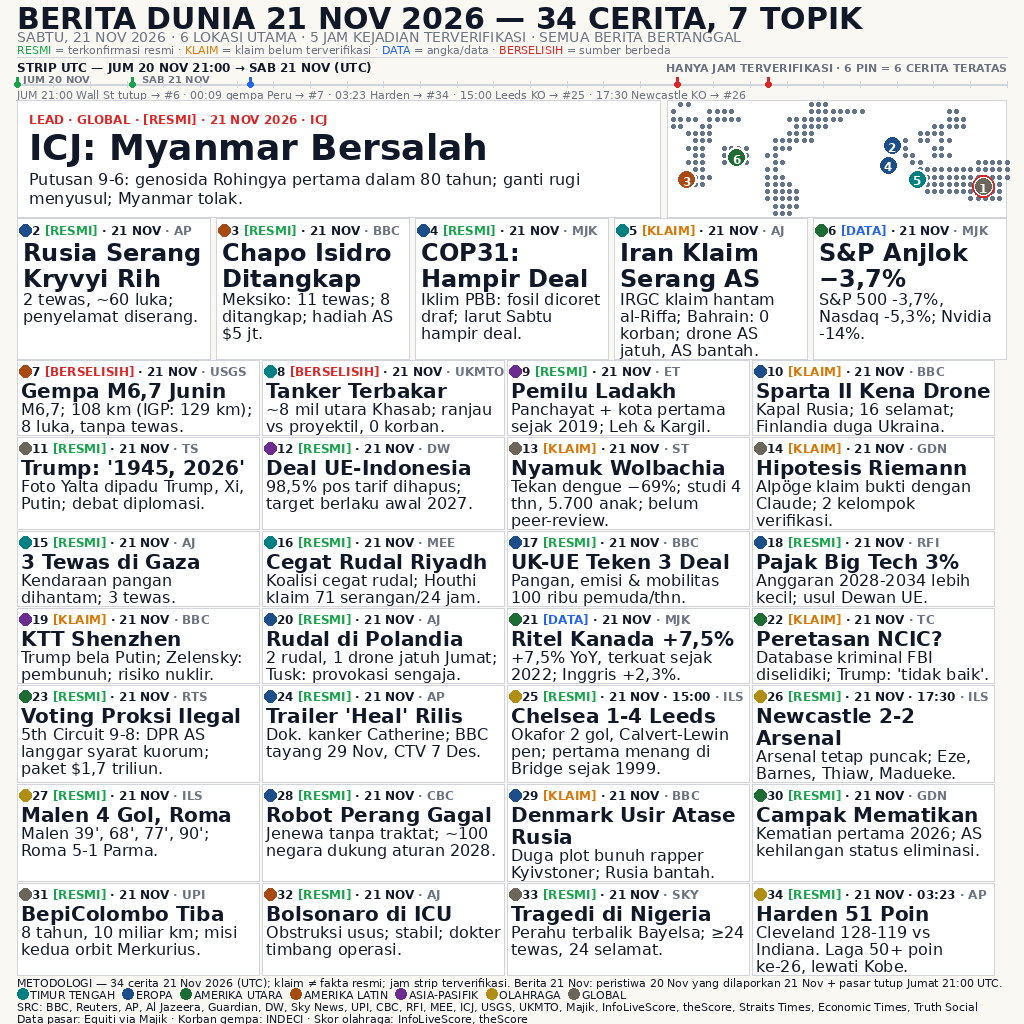 BERITA DUNIA 21 NOV 2026 — 34 CERITA, 7 TOPIK
SABTU, 21 NOV 2026 · 6 LOKASI UTAMA · 5 JAM KEJADIAN TERVERIFIKASI · SEMUA BERITA BERTANGGAL
RESMI = terkonfirmasi resmi · KLAIM = klaim belum terverifikasi · DATA = angka/data · BERSELISIH = sumber berbeda
STRIP UTC — JUM 20 NOV 21:00 → SAB 21 NOV (UTC)
HANYA JAM TERVERIFIKASI · 6 PIN = 6 CERITA TERATAS
JUM 20 NOV
SAB 21 NOV
JUM 21:00 Wall St tutup → #6 · 00:09 gempa Peru → #7 · 03:23 Harden → #34 · 15:00 Leeds KO → #25 · 17:30 Newcastle KO → #26
LEAD · GLOBAL · [RESMI] · 21 NOV 2026 · ICJ
ICJ: Myanmar Bersalah
Putusan 9-6: genosida Rohingya pertama dalam 80 tahun; ganti rugi
menyusul; Myanmar tolak.
3
6
2
4
5
1
2 [RESMI] · 21 NOV · AP
Rusia Serang
Kryvyi Rih
2 tewas, ~60 luka;
penyelamat diserang.
3 [RESMI] · 21 NOV · BBC
Chapo Isidro
Ditangkap
Meksiko: 11 tewas; 8
ditangkap; hadiah AS
$5 jt.
4 [RESMI] · 21 NOV · MJK
COP31:
Hampir Deal
Iklim PBB: fosil dicoret
draf; larut Sabtu
hampir deal.
5 [KLAIM] · 21 NOV · AJ
Iran Klaim
Serang AS
IRGC klaim hantam
al-Riffa; Bahrain: 0
korban; drone AS
jatuh, AS bantah.
6 [DATA] · 21 NOV · MJK
S&P Anjlok
−3,7%
S&P 500 -3,7%,
Nasdaq -5,3%; Nvidia
-14%.
7 [BERSELISIH] · 21 NOV · USGS
Gempa M6,7 Junin
M6,7; 108 km (IGP: 129 km);
8 luka, tanpa tewas.
8 [BERSELISIH] · 21 NOV · UKMTO
Tanker Terbakar
~8 mil utara Khasab; ranjau
vs proyektil, 0 korban.
9 [RESMI] · 21 NOV · ET
Pemilu Ladakh
Panchayat + kota pertama
sejak 2019; Leh & Kargil.
10 [KLAIM] · 21 NOV · BBC
Sparta II Kena Drone
Kapal Rusia; 16 selamat;
Finlandia duga Ukraina.
11 [RESMI] · 21 NOV · TS
Trump: '1945, 2026'
Foto Yalta dipadu Trump, Xi,
Putin; debat diplomasi.
12 [RESMI] · 21 NOV · DW
Deal UE-Indonesia
98,5% pos tarif dihapus;
target berlaku awal 2027.
13 [KLAIM] · 21 NOV · ST
Nyamuk Wolbachia
Tekan dengue −69%; studi 4
thn, 5.700 anak; belum
peer-review.
14 [KLAIM] · 21 NOV · GDN
Hipotesis Riemann
Alpöge klaim bukti dengan
Claude; 2 kelompok
verifikasi.
15 [RESMI] · 21 NOV · AJ
3 Tewas di Gaza
Kendaraan pangan
dihantam; 3 tewas.
16 [RESMI] · 21 NOV · MEE
Cegat Rudal Riyadh
Koalisi cegat rudal; Houthi
klaim 71 serangan/24 jam.
17 [RESMI] · 21 NOV · BBC
UK-UE Teken 3 Deal
Pangan, emisi & mobilitas
100 ribu pemuda/thn.
18 [RESMI] · 21 NOV · RFI
Pajak Big Tech 3%
Anggaran 2028-2034 lebih
kecil; usul Dewan UE.
19 [KLAIM] · 21 NOV · BBC
KTT Shenzhen
Trump bela Putin; Zelensky:
pembunuh; risiko nuklir.
20 [RESMI] · 21 NOV · AJ
Rudal di Polandia
2 rudal, 1 drone jatuh Jumat;
Tusk: provokasi sengaja.
21 [DATA] · 21 NOV · MJK
Ritel Kanada +7,5%
+7,5% YoY, terkuat sejak
2022; Inggris +2,3%.
22 [KLAIM] · 21 NOV · TC
Peretasan NCIC?
Database kriminal FBI
diselidiki; Trump: 'tidak baik'.
23 [RESMI] · 21 NOV · RTS
Voting Proksi Ilegal
5th Circuit 9-8: DPR AS
langgar syarat kuorum;
paket $1,7 triliun.
24 [RESMI] · 21 NOV · AP
Trailer 'Heal' Rilis
Dok. kanker Catherine; BBC
tayang 29 Nov, CTV 7 Des.
25 [RESMI] · 21 NOV · 15:00 · ILS
Chelsea 1-4 Leeds
Okafor 2 gol, Calvert-Lewin
pen; pertama menang di
Bridge sejak 1999.
26 [RESMI] · 21 NOV · 17:30 · ILS
Newcastle 2-2
Arsenal
Arsenal tetap puncak; Eze,
Barnes, Thiaw, Madueke.
27 [RESMI] · 21 NOV · ILS
Malen 4 Gol, Roma
Malen 39', 68', 77', 90';
Roma 5-1 Parma.
28 [RESMI] · 21 NOV · CBC
Robot Perang Gagal
Jenewa tanpa traktat; ~100
negara dukung aturan 2028.
29 [KLAIM] · 21 NOV · BBC
Denmark Usir Atase
Rusia
Duga plot bunuh rapper
Kyivstoner; Rusia bantah.
30 [RESMI] · 21 NOV · GDN
Campak Mematikan
Kematian pertama 2026; AS
kehilangan status eliminasi.
31 [RESMI] · 21 NOV · UPI
BepiColombo Tiba
8 tahun, 10 miliar km; misi
kedua orbit Merkurius.
32 [RESMI] · 21 NOV · AJ
Bolsonaro di ICU
Obstruksi usus; stabil; dokter
timbang operasi.
33 [RESMI] · 21 NOV · SKY
Tragedi di Nigeria
Perahu terbalik Bayelsa; ≥24
tewas, 24 selamat.
34 [RESMI] · 21 NOV · 03:23 · AP
Harden 51 Poin
Cleveland 128-119 vs
Indiana. Laga 50+ poin
ke-26, lewati Kobe.
METODOLOGI — 34 cerita 21 Nov 2026 (UTC); klaim ≠ fakta resmi; jam strip terverifikasi. Berita 21 Nov: peristiwa 20 Nov yang dilaporkan 21 Nov + pasar tutup Jumat 21:00 UTC.
TIMUR TENGAH EROPA AMERIKA UTARA AMERIKA LATIN ASIA-PASIFIK OLAHRAGA GLOBAL
SRC: BBC, Reuters, AP, Al Jazeera, Guardian, DW, Sky News, UPI, CBC, RFI, MEE, ICJ, USGS, UKMTO, Majik, InfoLiveScore, theScore, Straits Times, Economic Times, Truth Social
Data pasar: Equiti via Majik · Korban gempa: INDECI · Skor olahraga: InfoLiveScore, theScore